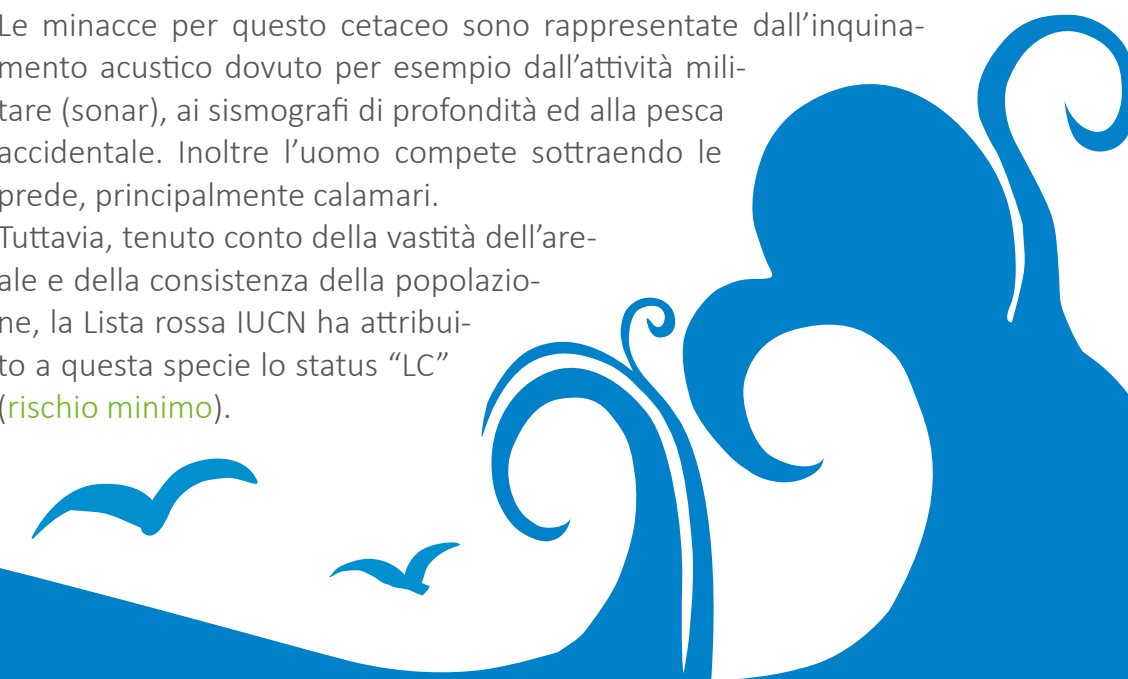 Le minacce per questo cetaceo sono rappresentate dall’inquina-
mento acustico dovuto per esempio dall’attività mili-
tare (sonar), ai sismografi di profondità ed alla pesca
accidentale. Inoltre l’uomo compete sottraendo le
prede, principalmente calamari.
Tuttavia, tenuto conto della vastità dell’are-
ale e della consistenza della popolazio-
ne, la Lista rossa IUCN ha attribui-
to a questa specie lo status “LC”
(rischio minimo).